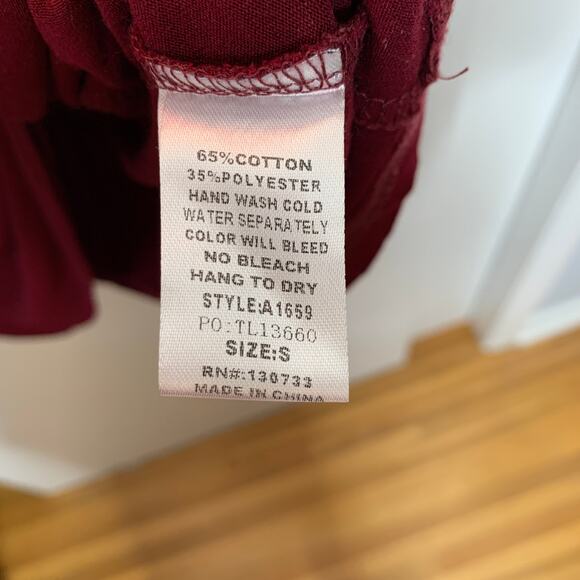 65%COTTON
35%POLYESTER
HAND WASH COLD
WATER SEPARATELY
COLOR WILL BLEED
NO BLEACH
HANG TO DRY
STYLE:A1659
PO:TL13660
SIZE:S
RN#:130733
MADE IN CHINA